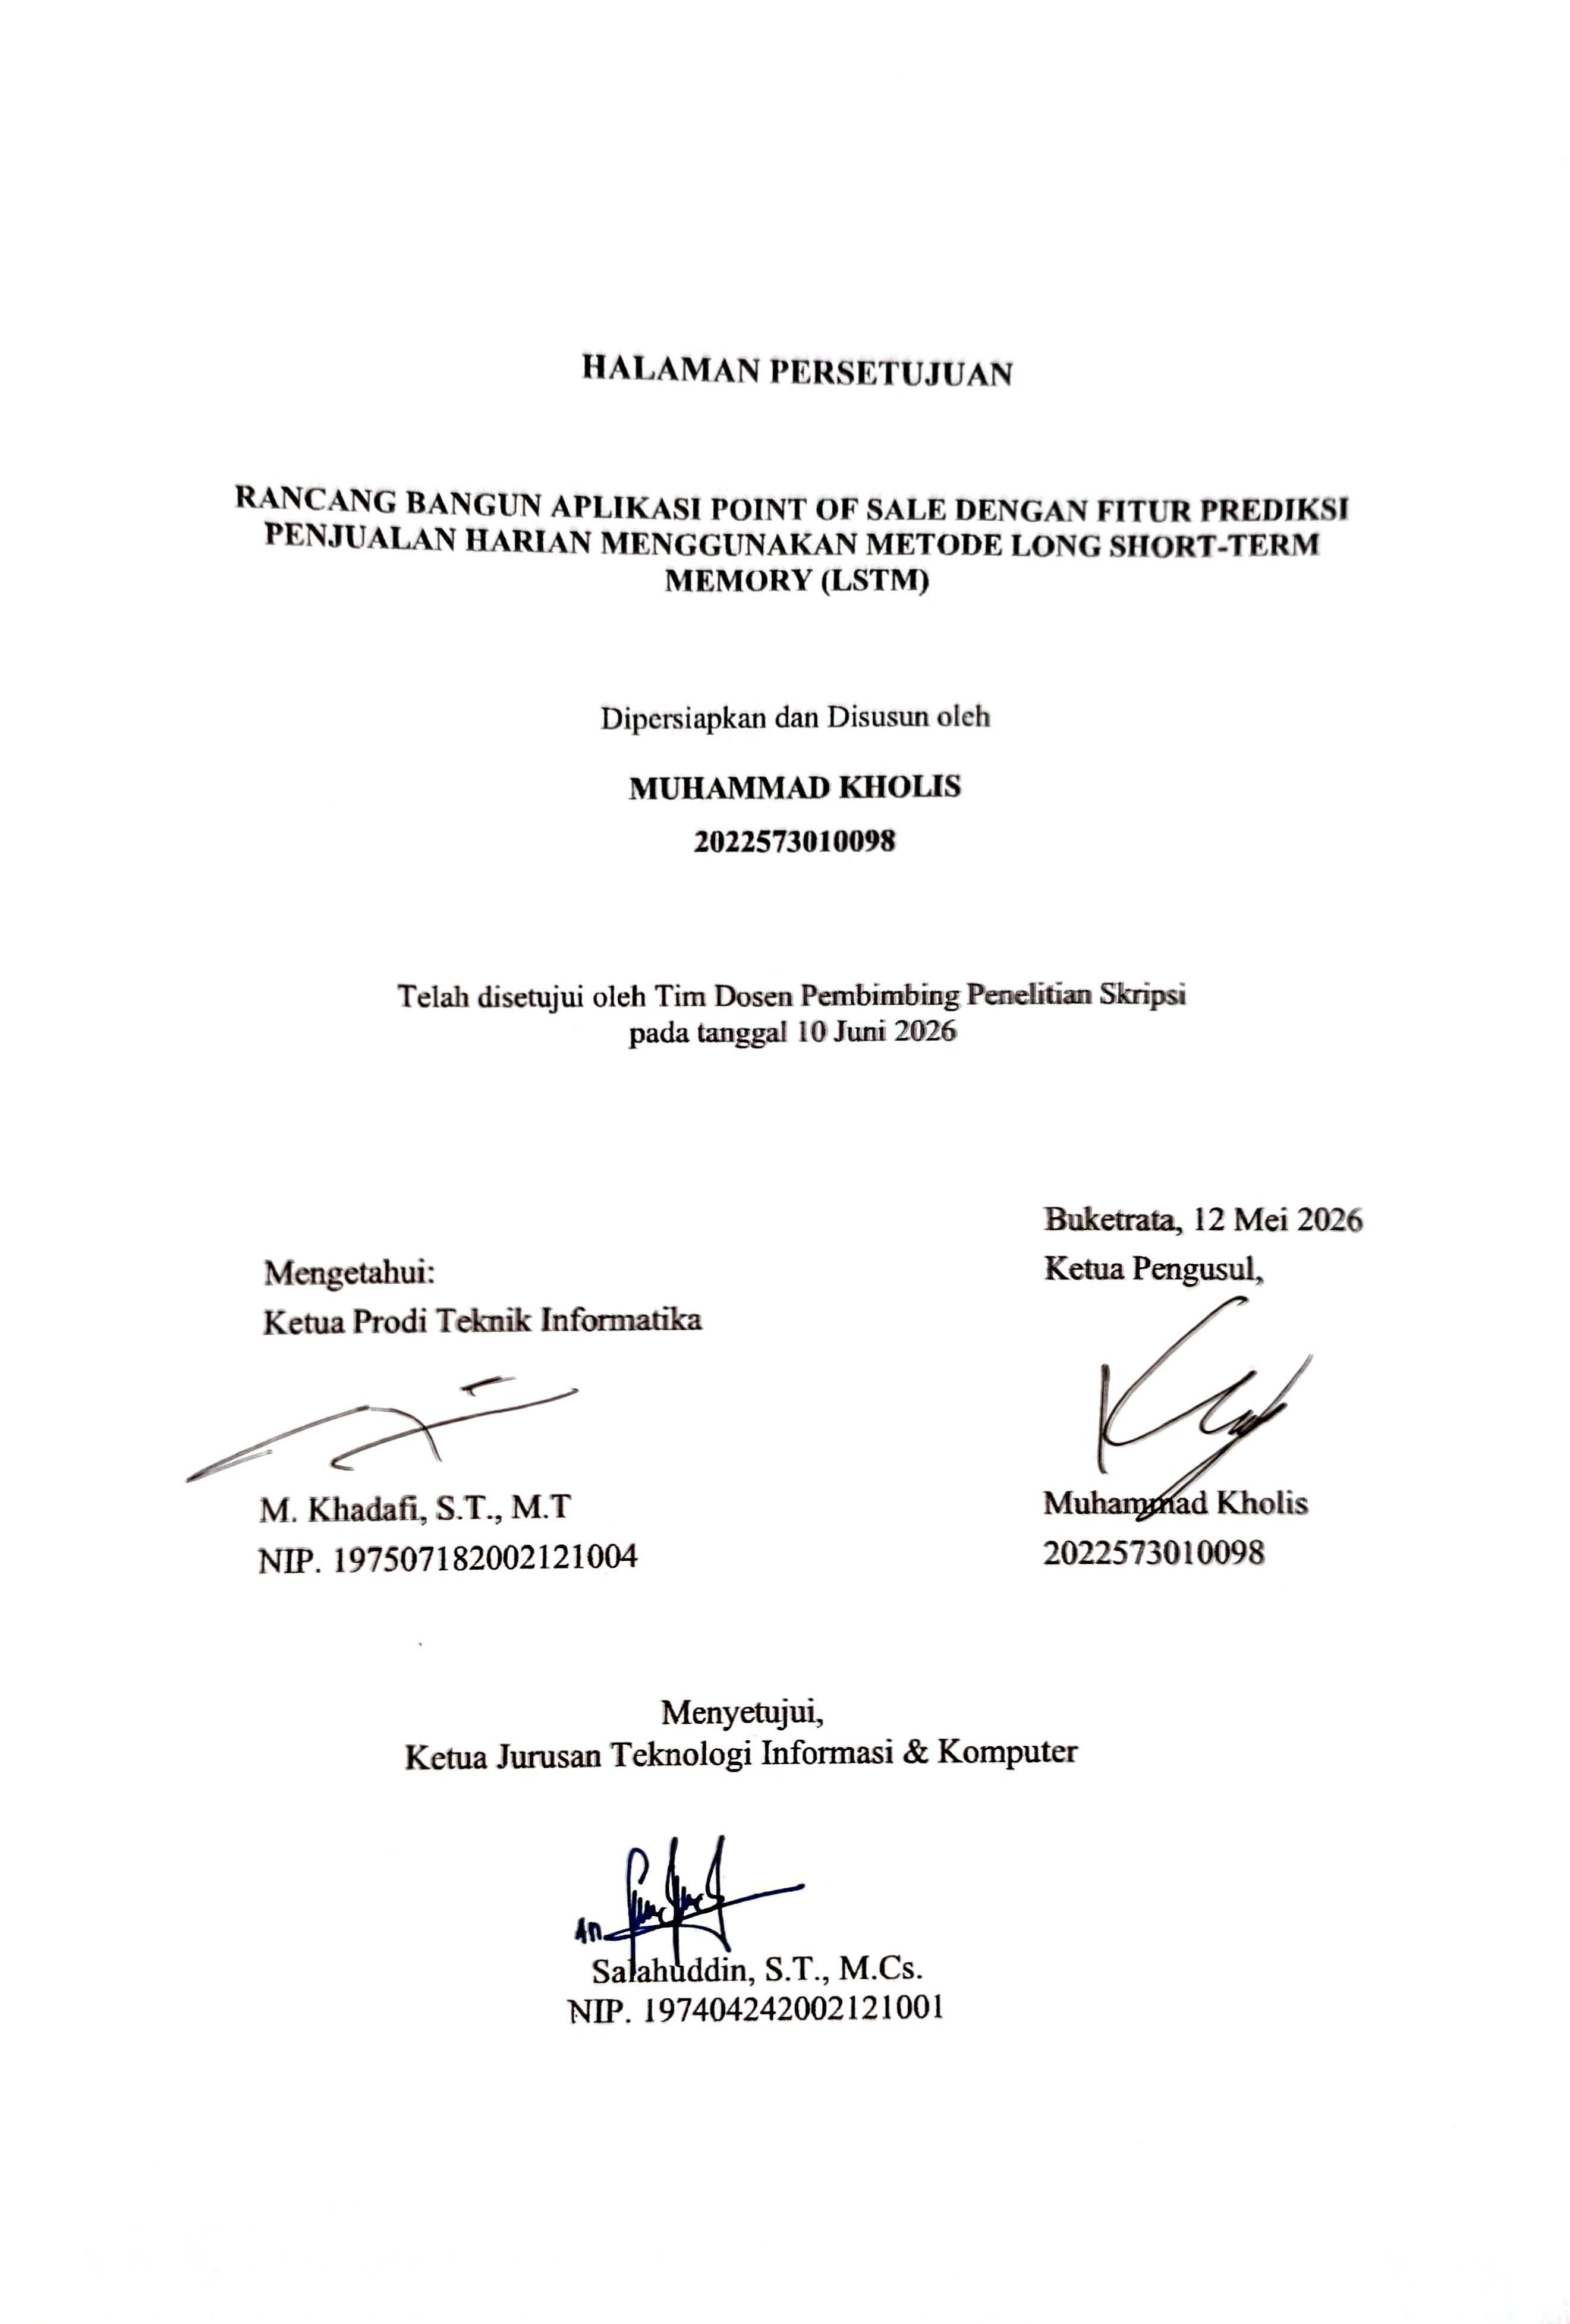 HALAMAN PERSETUJUAN
RANCANG BANGUN APLIKASI POINT OF SALE DENGAN FITUR PREDIKSI
PENJUALAN HARIAN MENGGUNAKAN METODE LONG SHORT-TERM
MEMORY (LSTM)
Dipersiapkan dan Disusun oleh
MUHAMMAD KHOLIS
2022573010098
Telah disetujui oleh Tim Dosen Pembimbing Penelitian Skripsi
pada tanggal 10 Juni 2026
Buketrata, 12 Mei 2026
Mengetahui:
Ketua Pengusul,
Ketua Prodi Teknik Informatika
M. Khadafi, S.T., M.T
Muhammad Kholis
NIP. 197507182002121004
2022573010098
Menyetujui,
Ketua Jurusan Teknologi Informasi & Komputer
an
Salahuddin, S.T., M.Cs.
NIP. 197404242002121001